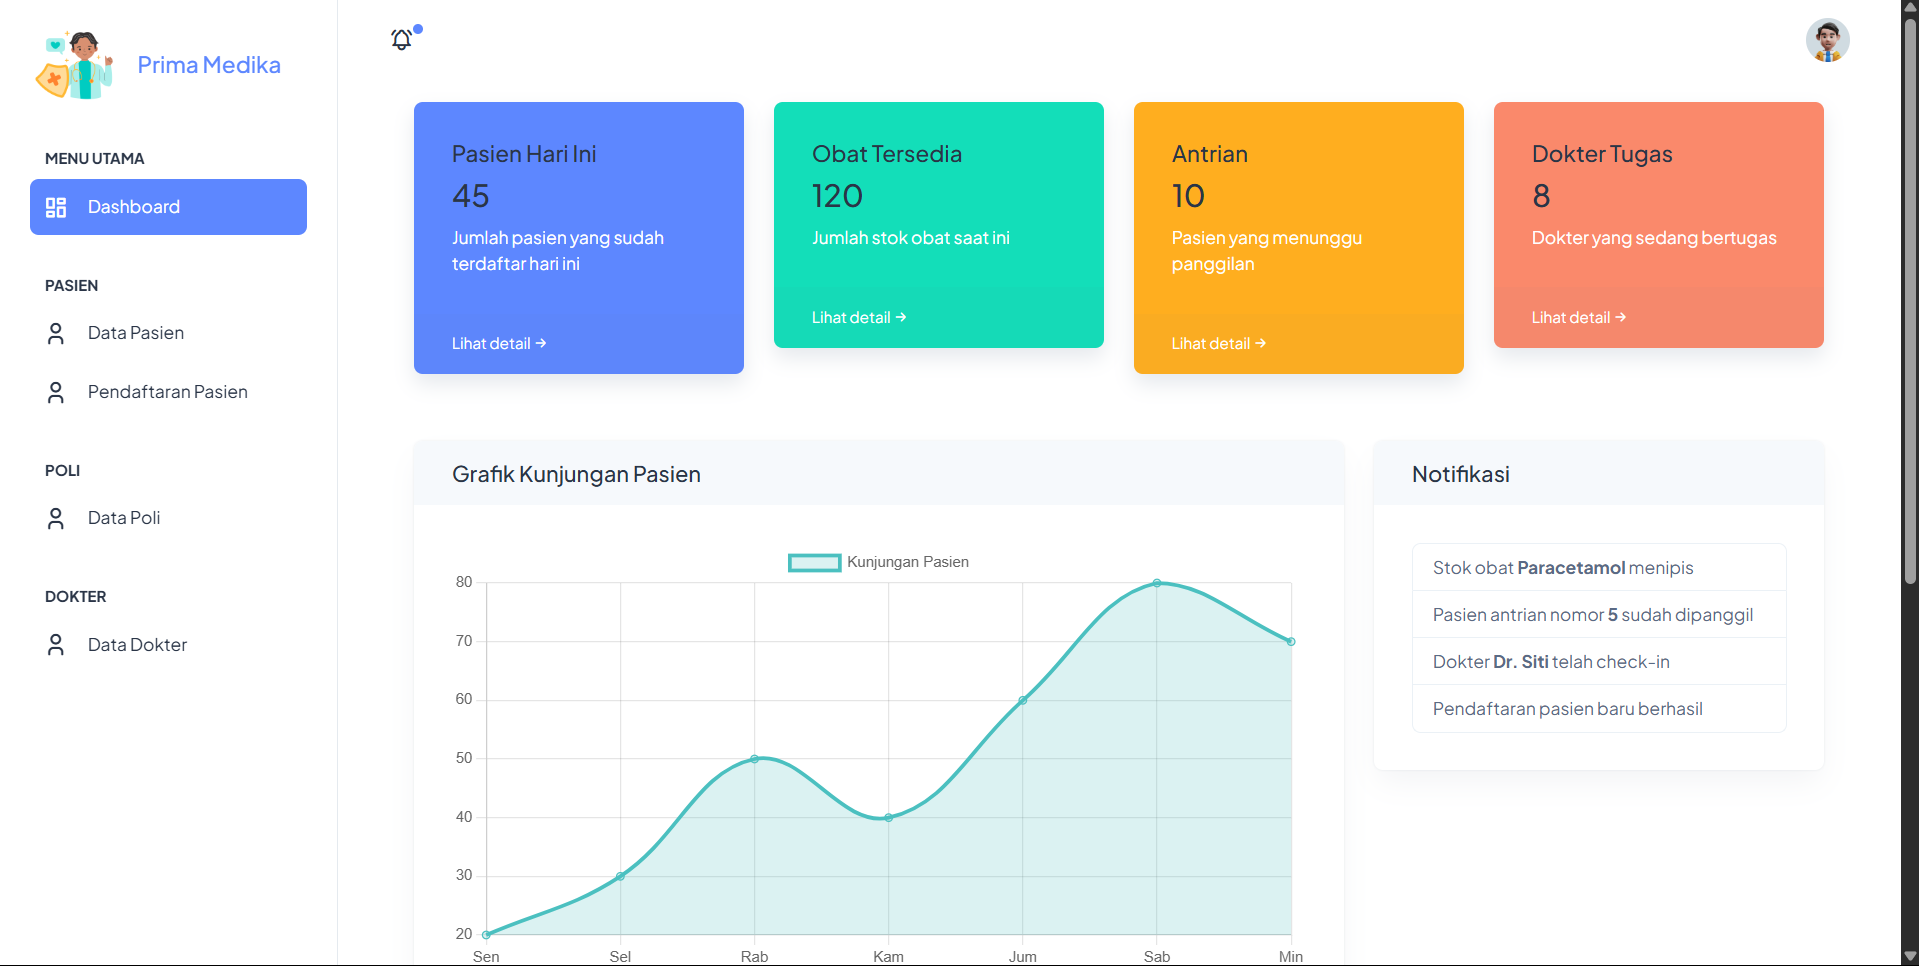 Prima Medika
MENU UTAMA
Dashboard
PASIEN
Data Pasien
Pendaftaran Pasien
POLI
Data Poli
DOKTER
Data Dokter
Pasien Hari Ini
45
Jumlah pasien yang sudah
terdaftar hari ini
Lihat detail →
Obat Tersedia
120
Jumlah stok obat saat ini
Lihat detail →
Antrian
10
Pasien yang menunggu
panggilan
Lihat detail →
Dokter Tugas
8
Dokter yang sedang bertugas
Lihat detail →
Grafik Kunjungan Pasien
Kunjungan Pasien
80
70
60
50
40
30
20
Sen Sel Rab Kam Jum Sab Min
Notifikasi
Stok obat Paracetamol menipis
Pasien antrian nomor 5 sudah dipanggil
Dokter Dr. Siti telah check-in
Pendaftaran pasien baru berhasil